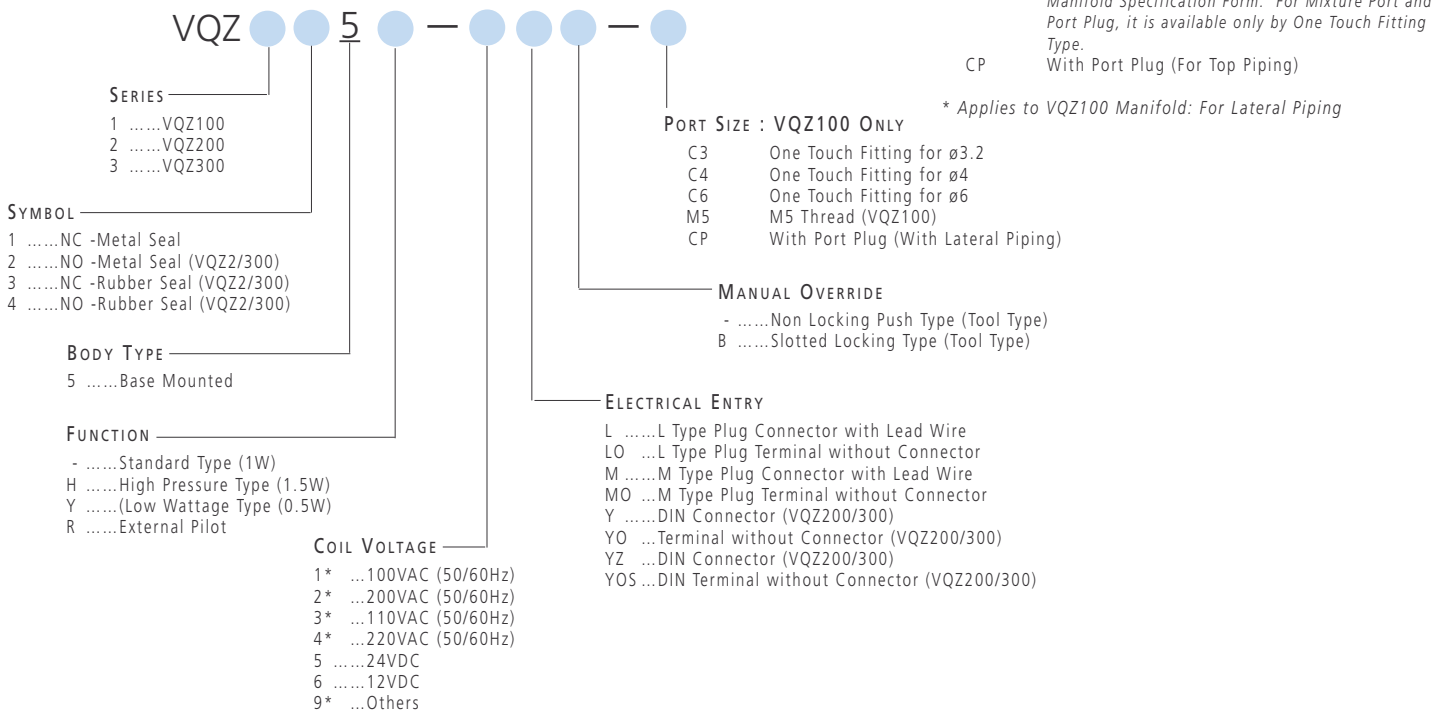 Manifold Specification Form. For Mixture Port and
Port Plug, it is available only by One Touch Fitting
Type.
CP With Port Plug (For Top Piping)
* Applies to VQZ100 Manifold: For Lateral Piping
VQZ 5 — —
SERIES
1 ......VQZ100
2 ......VQZ200
3 ......VQZ300
SYMBOL
1 ......NC -Metal Seal
2 ......NO -Metal Seal (VQZ2/300)
3 ......NC -Rubber Seal (VQZ2/300)
4 ......NO -Rubber Seal (VQZ2/300)
BODY TYPE
5 ......Base Mounted
FUNCTION
- ......Standard Type (1W)
H ......High Pressure Type (1.5W)
Y ......(Low Wattage Type (0.5W)
R ......External Pilot
COIL VOLTAGE
1* ...100VAC (50/60Hz)
2* ...200VAC (50/60Hz)
3* ...110VAC (50/60Hz)
4* ...220VAC (50/60Hz)
5 ......24VDC
6 ......12VDC
9* ...Others
PORT SIZE : VQZ100 ONLY
C3 One Touch Fitting for ø3.2
C4 One Touch Fitting for ø4
C6 One Touch Fitting for ø6
M5 M5 Thread (VQZ100)
CP With Port Plug (With Lateral Piping)
MANUAL OVERRIDE
- ......Non Locking Push Type (Tool Type)
B ......Slotted Locking Type (Tool Type)
ELECTRICAL ENTRY
L ......L Type Plug Connector with Lead Wire
LO ...L Type Plug Terminal without Connector
M ......M Type Plug Connector with Lead Wire
MO ...M Type Plug Terminal without Connector
Y ......DIN Connector (VQZ200/300)
YO ...Terminal without Connector (VQZ200/300)
YZ ...DIN Connector (VQZ200/300)
YOS ...DIN Terminal without Connector (VQZ200/300)